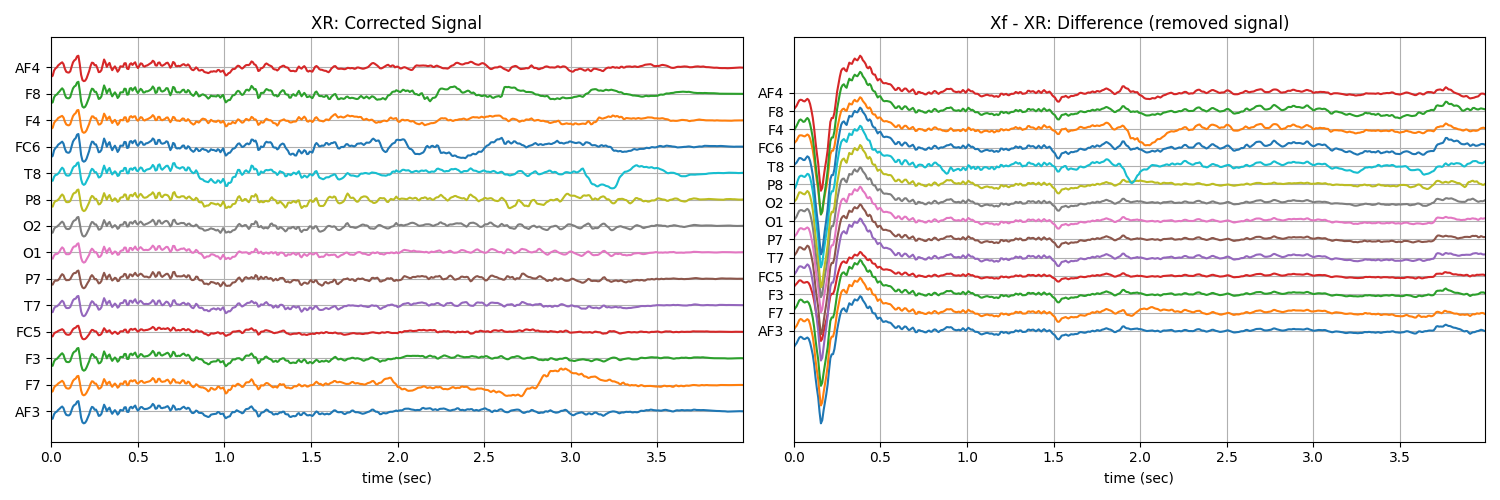 XR: Corrected Signal
AF4
F8
F4
FC6
T8
P8
O2
O1
P7
T7
FC5
F3
F7
AF3
0.0 0.5 1.0 1.5 2.0 2.5 3.0 3.5
time (sec)
Xf - XR: Difference (removed signal)
AF4
F8
F4
FC6
T8
P8
O2
O1
P7
T7
FC5
F3
F7
AF3
0.0 0.5 1.0 1.5 2.0 2.5 3.0 3.5
time (sec)